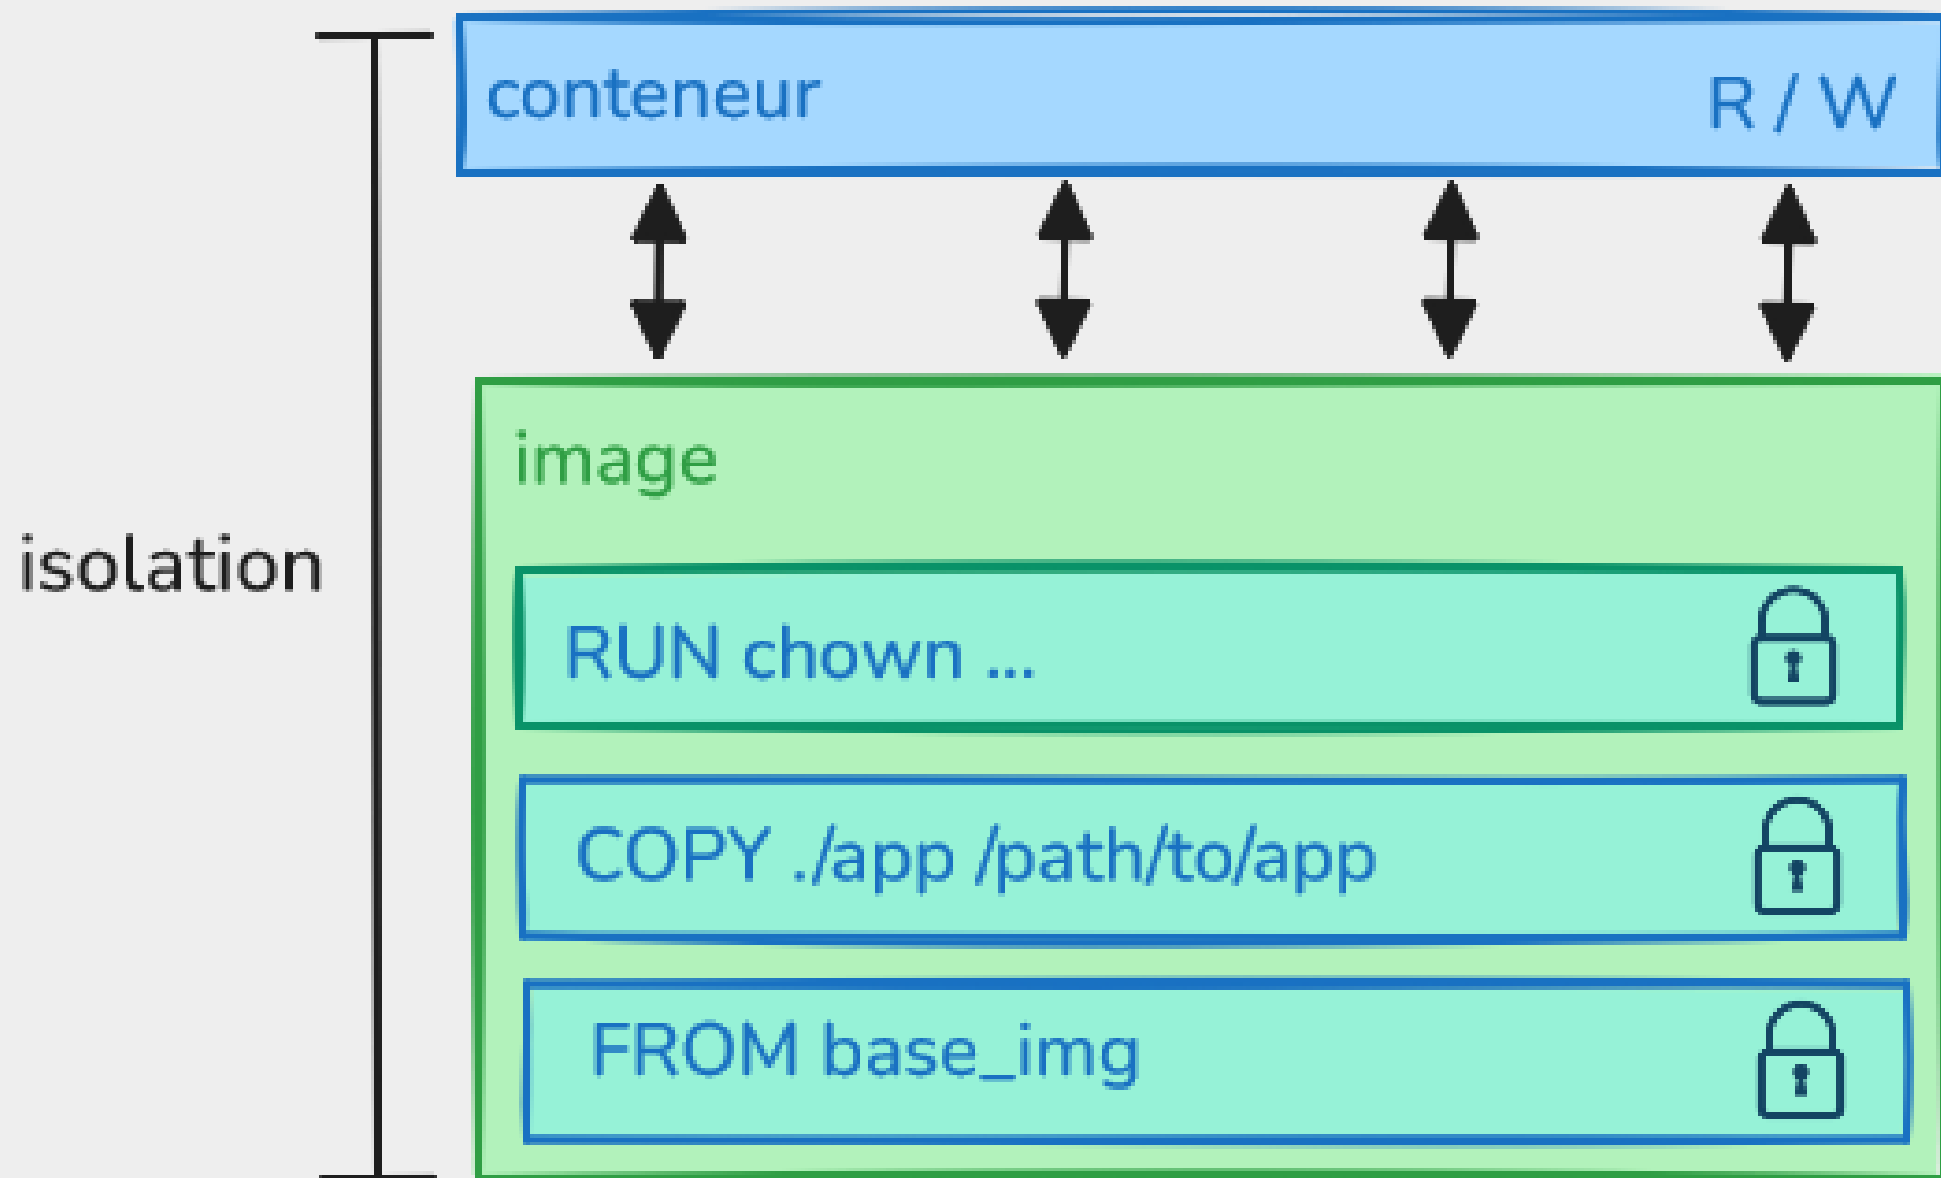 conteneur
R / W
image
isolation
RUN chown ...
COPY ./app /path/to/app
FROM base_img